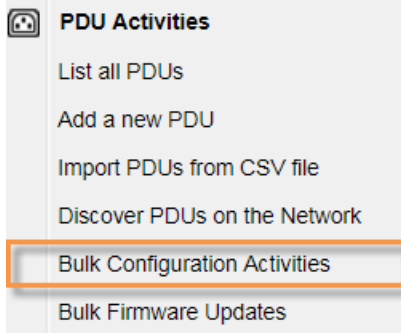 PDU Activities
List all PDUs
Add a new PDU
Import PDUs from CSV file
Discover PDUs on the Network
Bulk Configuration Activities
Bulk Firmware Updates